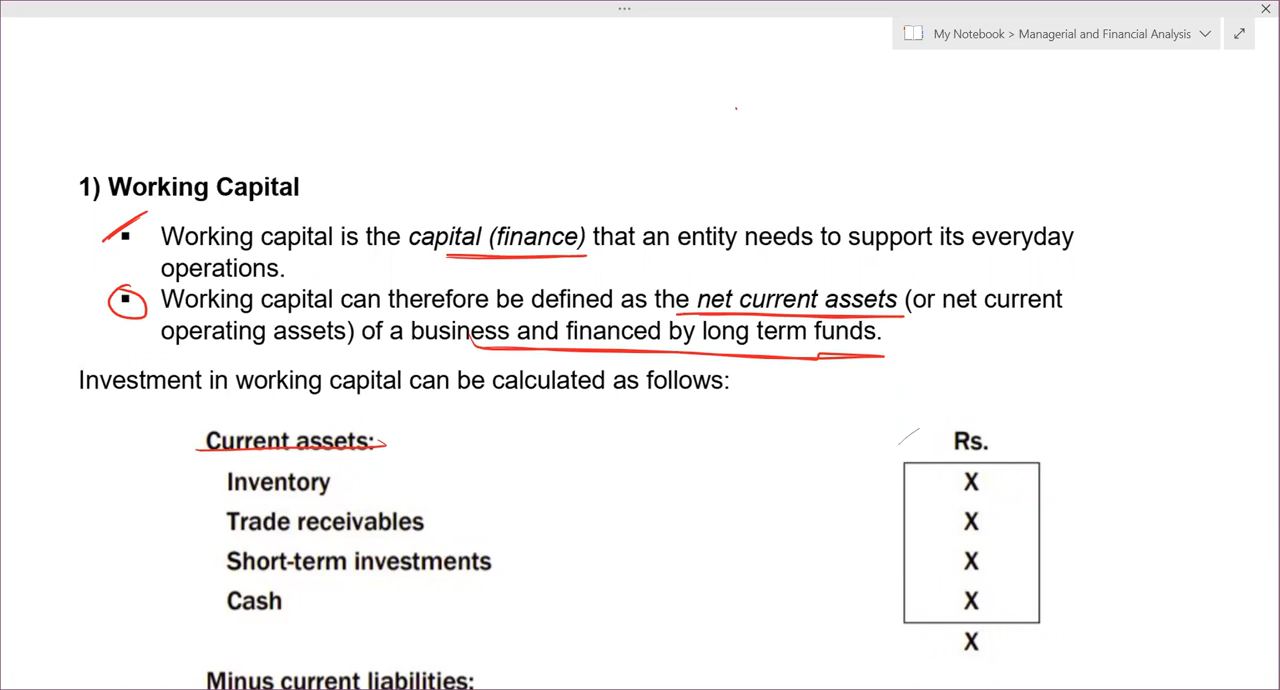 My Notebook > Managerial and Financial Analysis
1) Working Capital
▪ Working capital is the capital (finance) that an entity needs to support its everyday
operations.
▪ Working capital can therefore be defined as the net current assets (or net current
operating assets) of a business and financed by long term funds.
Investment in working capital can be calculated as follows:
Current assets: Rs.
Inventory X
Trade receivables X
Short-term investments X
Cash X
X
Minus current liabilities: